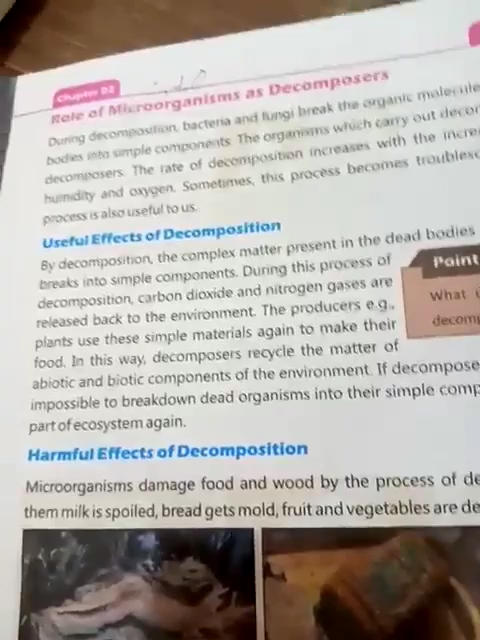 Chapter 02
Role of Microorganisms as Decomposers
During decomposition, bacteria and fungi break the organic molecule
bodies into simple components. The organisms which carry out decor
decomposers. The rate of decomposition increases with the incre
humidity and oxygen. Sometimes, this process becomes troublesc
process is also useful to us.
Useful Effects of Decomposition
By decomposition, the complex matter present in the dead bodies
breaks into simple components. During this process of
decomposition, carbon dioxide and nitrogen gases are
released back to the environment. The producers e.g.,
plants use these simple materials again to make their
food. In this way, decomposers recycle the matter of
abiotic and biotic components of the environment. If decompose
impossible to breakdown dead organisms into their simple comp
part of ecosystem again.
Point
What
decomp
Harmful Effects of Decomposition
Microorganisms damage food and wood by the process of de
them milk is spoiled, bread gets mold, fruit and vegetables are de